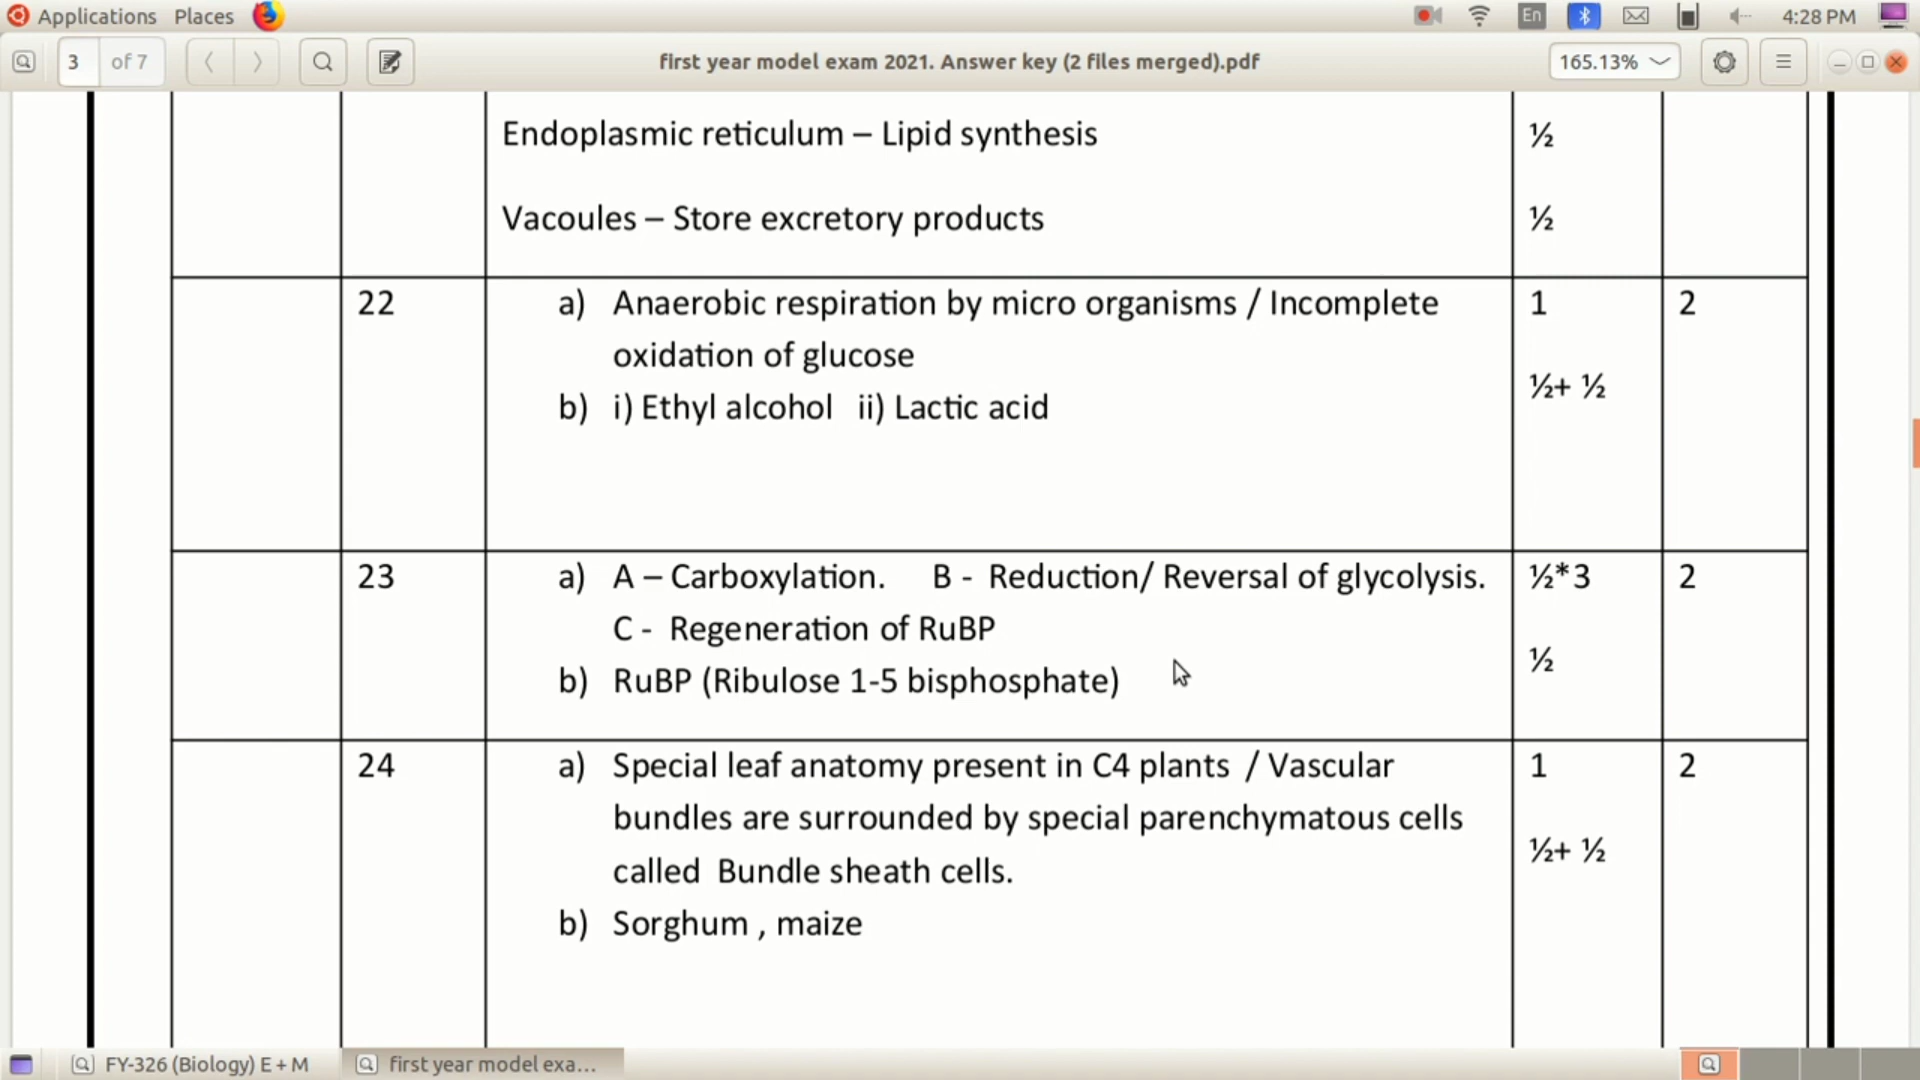 Applications Places En 4:28 PM
3 of 7 first year model exam 2021. Answer key (2 files merged).pdf 165.13%
Endoplasmic reticulum – Lipid synthesis ½
Vacoules – Store excretory products ½
22 a) Anaerobic respiration by micro organisms / Incomplete 1 2
oxidation of glucose
½+ ½
b) i) Ethyl alcohol ii) Lactic acid
23 a) A – Carboxylation. B - Reduction/ Reversal of glycolysis. ½*3 2
C - Regeneration of RuBP
½
b) RuBP (Ribulose 1-5 bisphosphate)
24 a) Special leaf anatomy present in C4 plants / Vascular 1 2
bundles are surrounded by special parenchymatous cells
½+ ½
called Bundle sheath cells.
b) Sorghum , maize
FY-326 (Biology) E + M first year model exa...